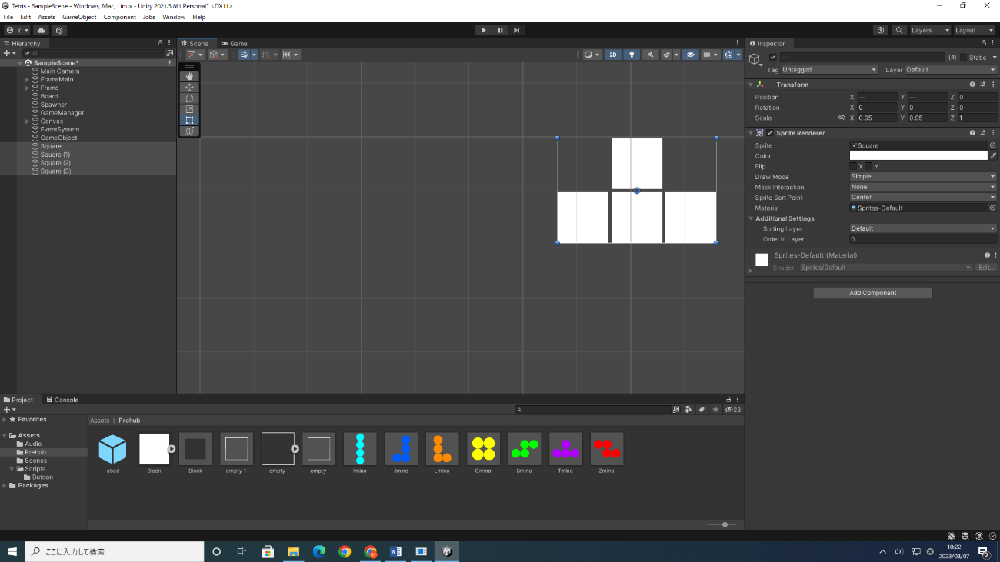 Tetris - SampleScene - Windows, Mac, Linux - Unity 2021.3.8f1 Personal* <DX11>
File Edit Assets GameObject Component Jobs Window Help
Y
Layers Layout
Hierarchy
All
SampleScene*
Main Camera
FrameMain
Frame
Board
Spawner
GameManager
Canvas
EventSystem
GameObject
Square
Square (1)
Square (2)
Square (3)
Scene Game
2D
Inspector
— (4) Static
Tag Untagged Layer Default
Transform
Position X — Y — Z 0
Rotation X 0 Y 0 Z 0
Scale X 0.95 Y 0.95 Z 1
Sprite Renderer
Sprite Square
Color
Flip X Y
Draw Mode Simple
Mask Interaction None
Sprite Sort Point Center
Material Sprites-Default
Additional Settings
Sorting Layer Default
Order in Layer 0
Sprites-Default (Material)
Shader Sprites/Default Edit...
Add Component
Project Console
23
Favorites
Assets
Audio
Prehub
Scenes
Scripts
Butoon
Packages
Assets > Prehub
abcd Block Block empty 1 empty empty Imino Jmino Lmino Omino Smino Tmino Zmino
ここに入力して検索
10:22
2023/03/07
2